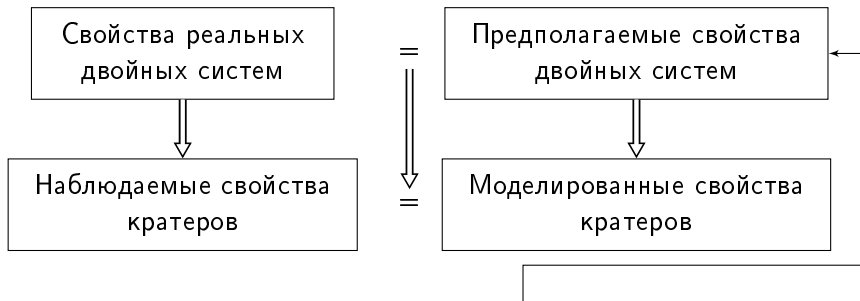 Свойства реальных
двойных систем
=
Предполагаемые свойства
двойных систем
Наблюдаемые свойства
кратеров
=
Моделированные свойства
кратеров